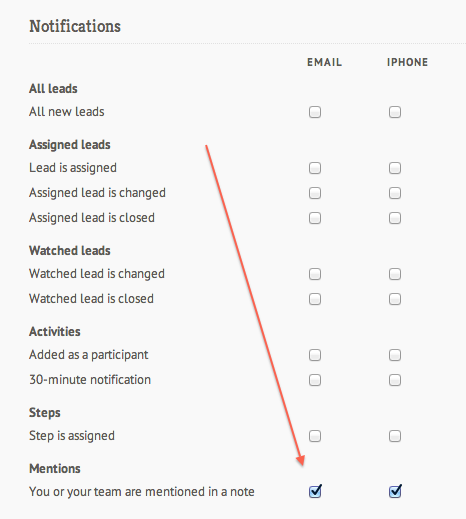 Notifications
EMAIL IPHONE
All leads
All new leads
Assigned leads
Lead is assigned
Assigned lead is changed
Assigned lead is closed
Watched leads
Watched lead is changed
Watched lead is closed
Activities
Added as a participant
30-minute notification
Steps
Step is assigned
Mentions
You or your team are mentioned in a note